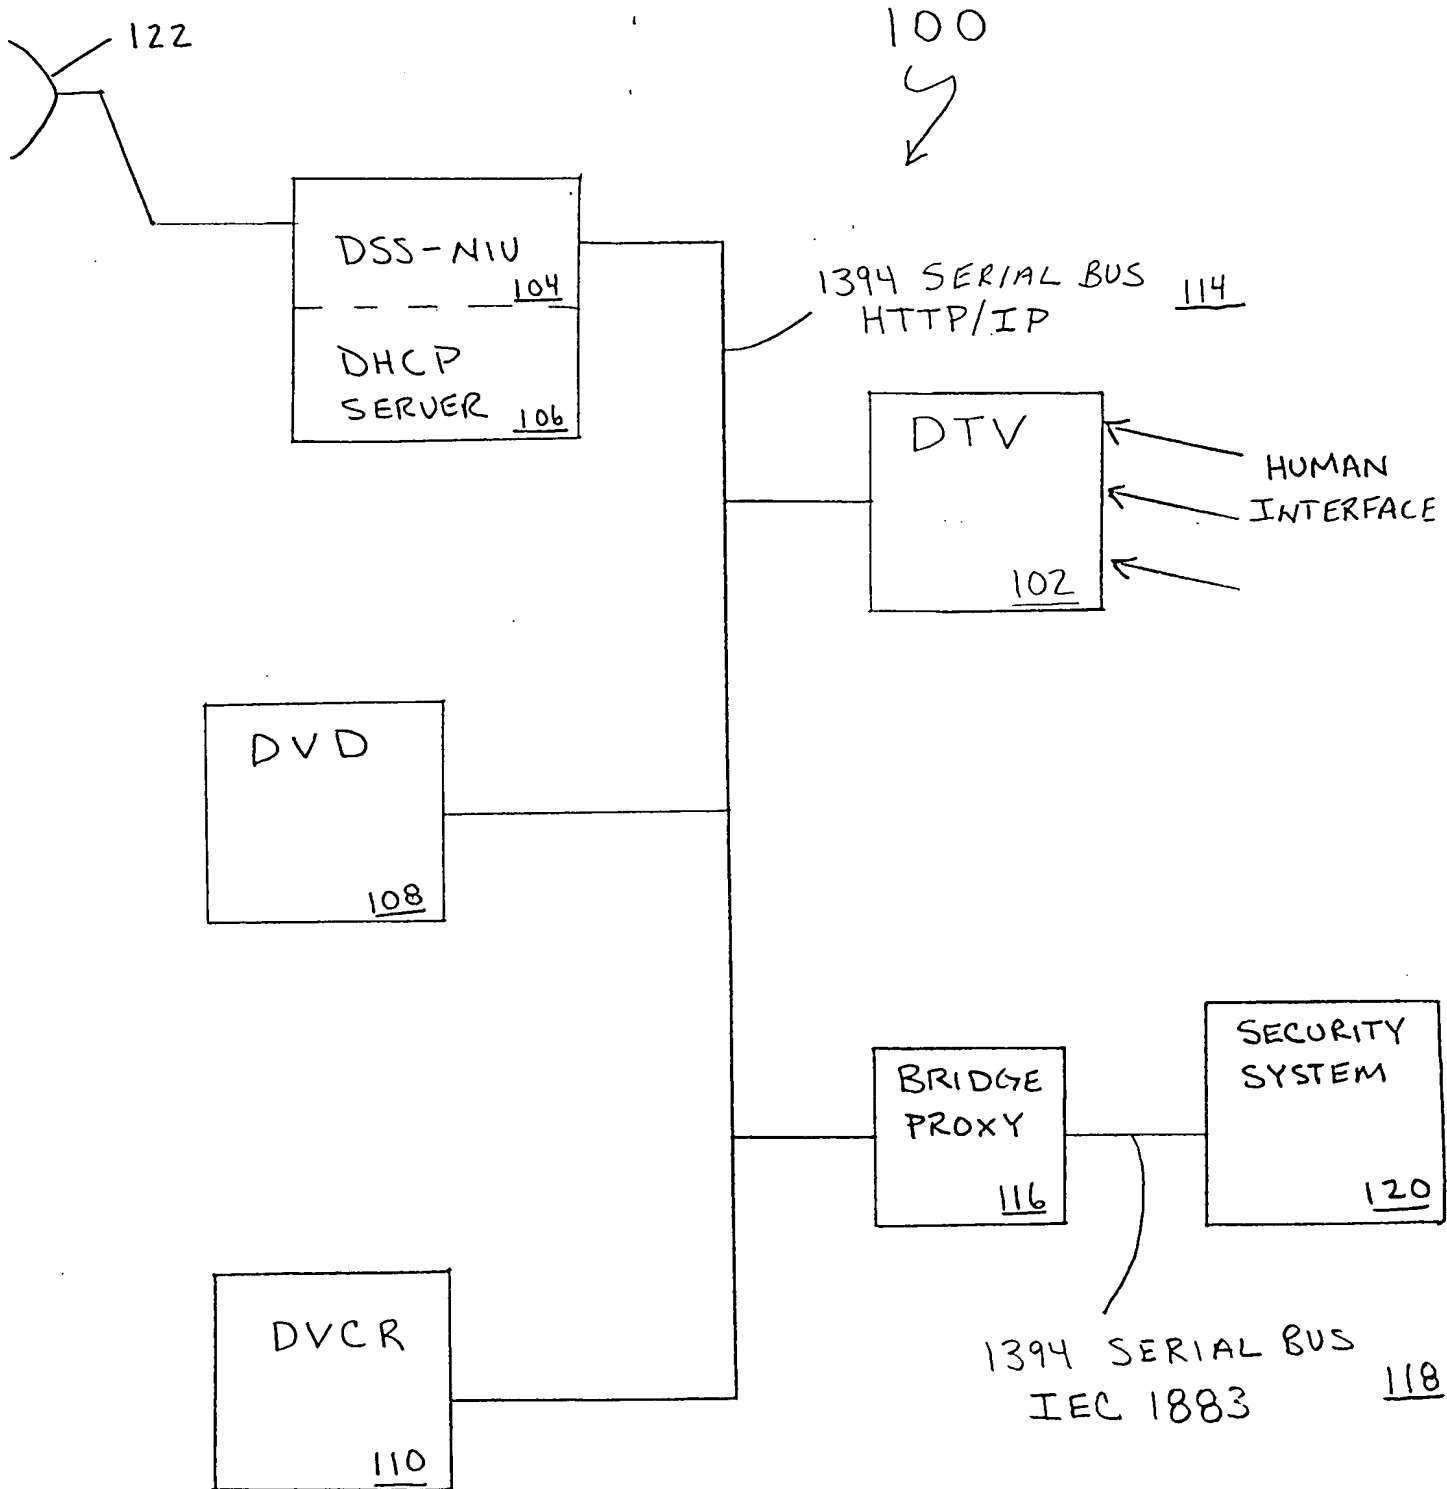 122
100
DSS-NIU
104
DHCP
SERVER
106
1394 SERIAL BUS
HTTP/IP
114
DTV
102
HUMAN
INTERFACE
DVD
108
BRIDGE
PROXY
116
SECURITY
SYSTEM
120
DVCR
110
1394 SERIAL BUS
IEC 1883
118